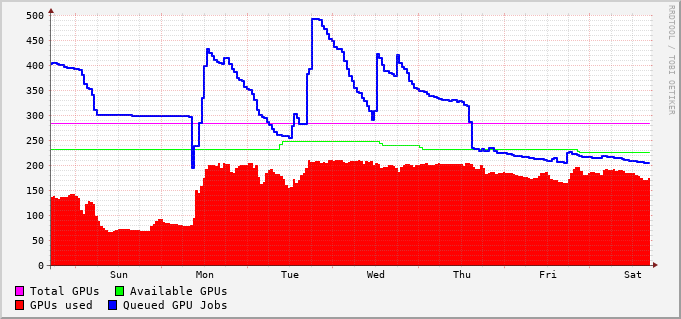 500
450
400
350
300
250
200
150
100
50
0
Sun Mon Tue Wed Thu Fri Sat
Total GPUs Available GPUs
GPUs used Queued GPU Jobs
RRDTOOL / TOBI OETIKER